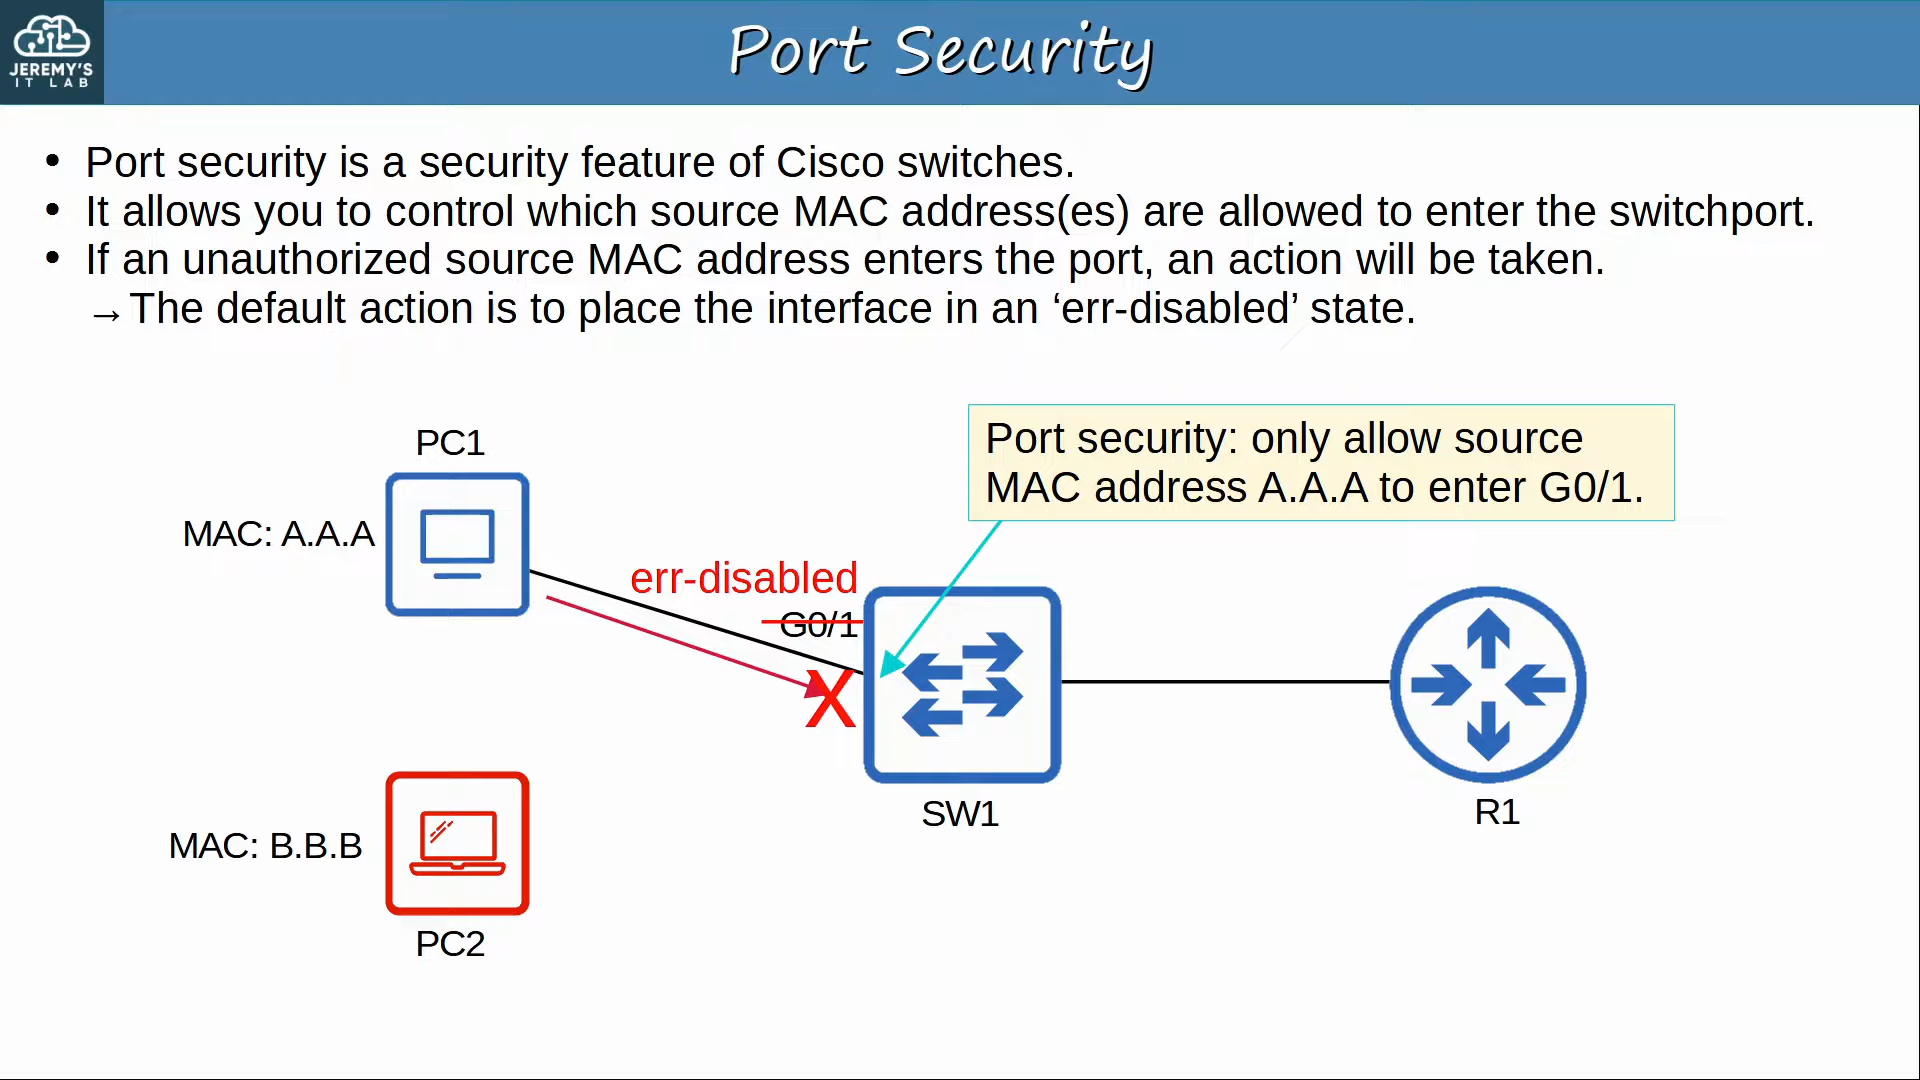 JEREMY'S
IT LAB
Port Security
• Port security is a security feature of Cisco switches.
• It allows you to control which source MAC address(es) are allowed to enter the switchport.
• If an unauthorized source MAC address enters the port, an action will be taken.
→The default action is to place the interface in an ‘err-disabled’ state.
Port security: only allow source
MAC address A.A.A to enter G0/1.
PC1
MAC: A.A.A
err-disabled
G0/1
X
SW1
R1
MAC: B.B.B
PC2